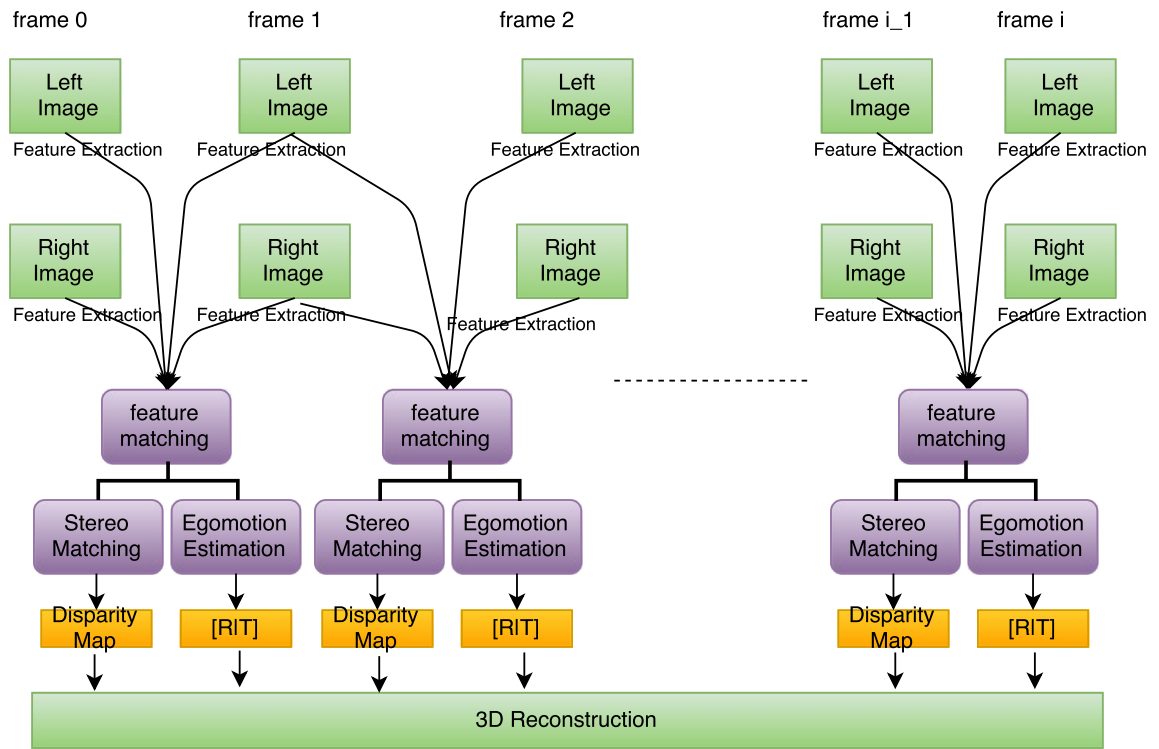 frame 0
frame 1
frame 2
frame i_1
frame i
Left
Image
Left
Image
Left
Image
Left
Image
Left
Image
Feature Extraction
Feature Extraction
Feature Extraction
Feature Extraction
Feature Extraction
Right
Image
Right
Image
Right
Image
Right
Image
Right
Image
Feature Extraction
Feature Extraction
Feature Extraction
Feature Extraction
Feature Extraction
feature
matching
feature
matching
feature
matching
Stereo
Matching
Egomotion
Estimation
Stereo
Matching
Egomotion
Estimation
Stereo
Matching
Egomotion
Estimation
Disparity
Map
[R|T]
Disparity
Map
[R|T]
Disparity
Map
[R|T]
3D Reconstruction